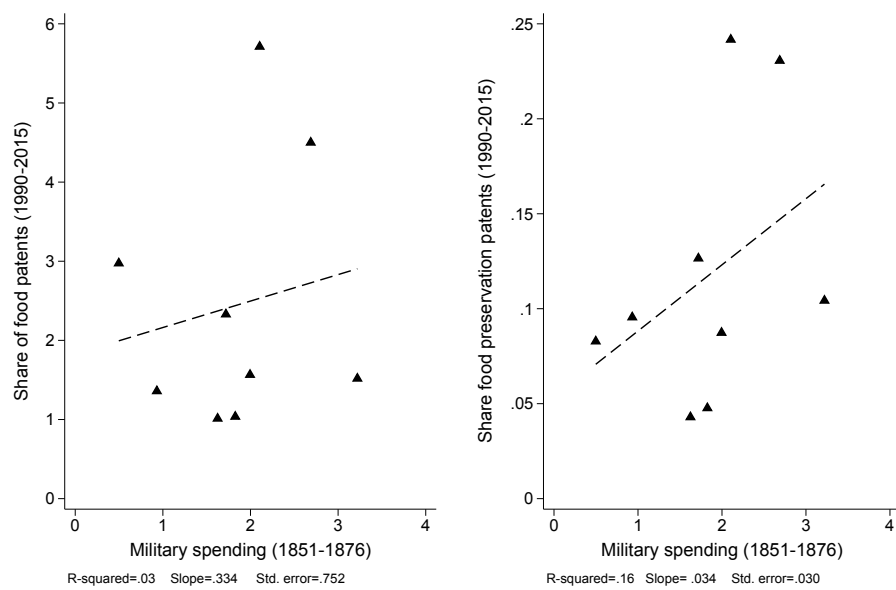 Share of food patents (1990-2015)
6
5
4
3
2
1
0
0 1 2 3 4
Military spending (1851-1876)
R-squared=.03 Slope=.334 Std. error=.752
Share food preservation patents (1990-2015)
.25
.2
.15
.1
.05
0
0 1 2 3 4
Military spending (1851-1876)
R-squared=.16 Slope= .034 Std. error=.030